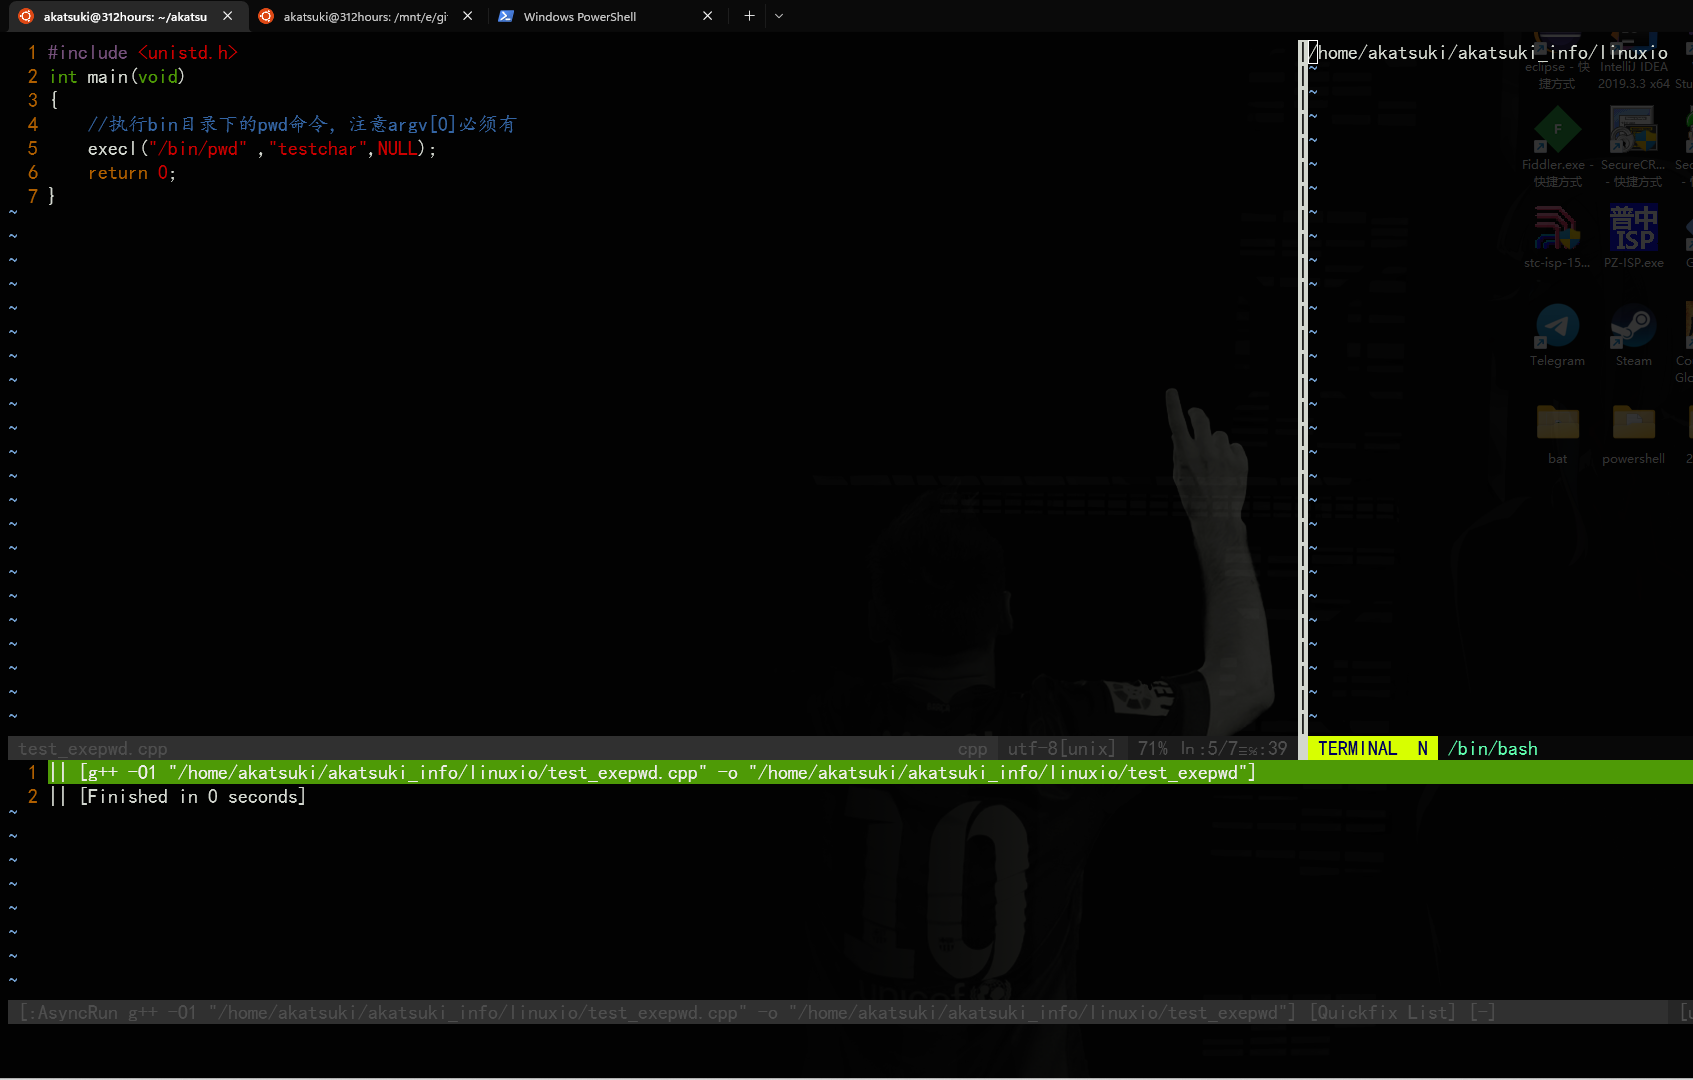 akatsuki@312hours: ~/akatsu
akatsuki@312hours: /mnt/e/gi
Windows PowerShell
1 #include <unistd.h>
2 int main(void)
3 {
4 //执行bin目录下的pwd命令，注意argv[0]必须有
5 execl("/bin/pwd" ,"testchar",NULL);
6 return 0;
7 }
/home/akatsuki/akatsuki_info/linuxio
eclipse - 快捷方式
IntelliJ IDEA 2019.3.3 x64
Fiddler.exe - 快捷方式
SecureCR... - 快捷方式
stc-isp-15...
普中 ISP
PZ-ISP.exe
Telegram
Steam
bat
powershell
test_exepwd.cpp cpp utf-8[unix] 71% ln:5/7≡%:39
TERMINAL N /bin/bash
1 || [g++ -O1 "/home/akatsuki/akatsuki_info/linuxio/test_exepwd.cpp" -o "/home/akatsuki/akatsuki_info/linuxio/test_exepwd"]
2 || [Finished in 0 seconds]
10
[:AsyncRun g++ -O1 "/home/akatsuki/akatsuki_info/linuxio/test_exepwd.cpp" -o "/home/akatsuki/akatsuki_info/linuxio/test_exepwd"] [Quickfix List] [-]